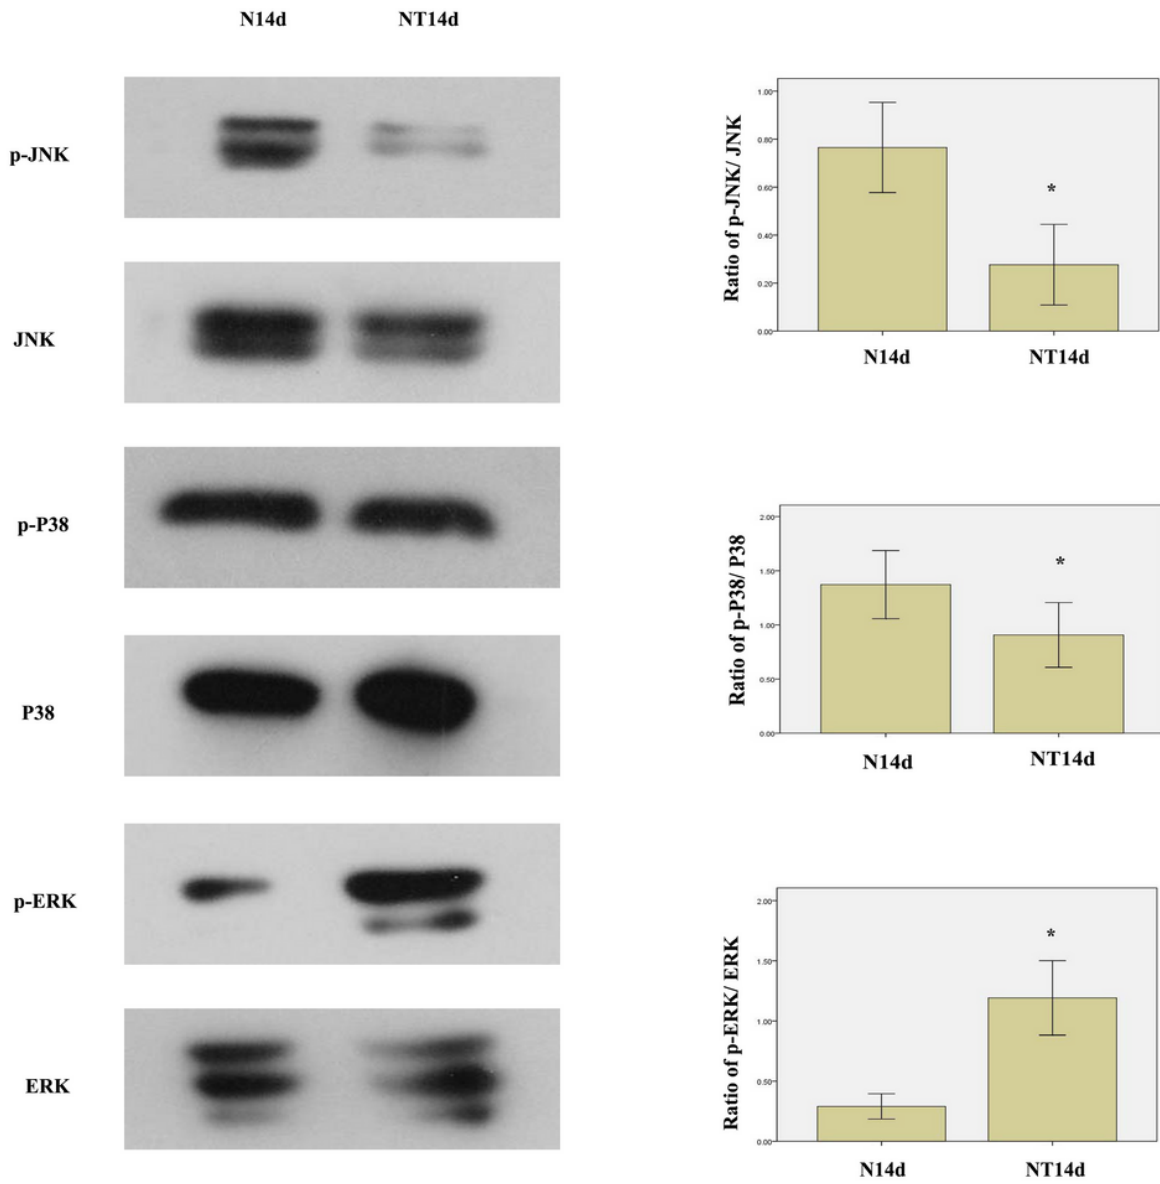 N14d NT14d
p-JNK
JNK
p-P38
P38
p-ERK
ERK
Ratio of p-JNK/ JNK
1.00
0.80
0.60
0.40
0.20
0.00
*
N14d NT14d
Ratio of p-P38/ P38
2.00
1.50
1.00
0.50
0.00
*
N14d NT14d
Ratio of p-ERK/ ERK
2.00
1.50
1.00
0.50
0.00
*
N14d NT14d